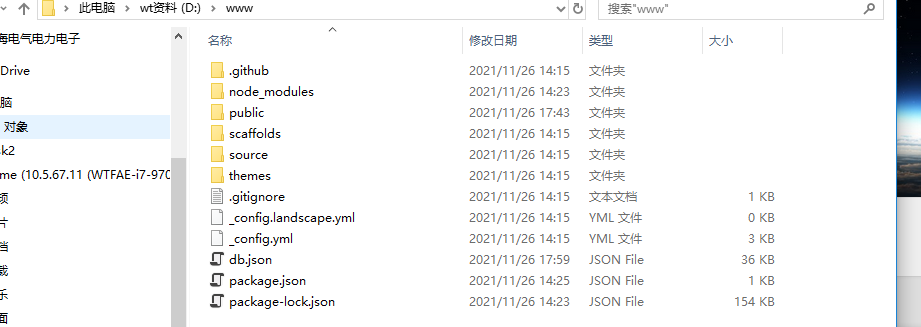 此电脑 › wt资料 (D:) › www
搜索"www"
海电气电力电子
Drive
脑
对象
k2
me (10.5.67.11 (WTFAE-i7-970
频
片
档
载
乐
面
名称 修改日期 类型 大小
.github 2021/11/26 14:15 文件夹
node_modules 2021/11/26 14:23 文件夹
public 2021/11/26 17:43 文件夹
scaffolds 2021/11/26 14:15 文件夹
source 2021/11/26 14:15 文件夹
themes 2021/11/26 14:15 文件夹
.gitignore 2021/11/26 14:15 文本文档 1 KB
_config.landscape.yml 2021/11/26 14:15 YML 文件 0 KB
_config.yml 2021/11/26 14:15 YML 文件 3 KB
db.json 2021/11/26 17:59 JSON File 36 KB
package.json 2021/11/26 14:25 JSON File 1 KB
package-lock.json 2021/11/26 14:23 JSON File 154 KB